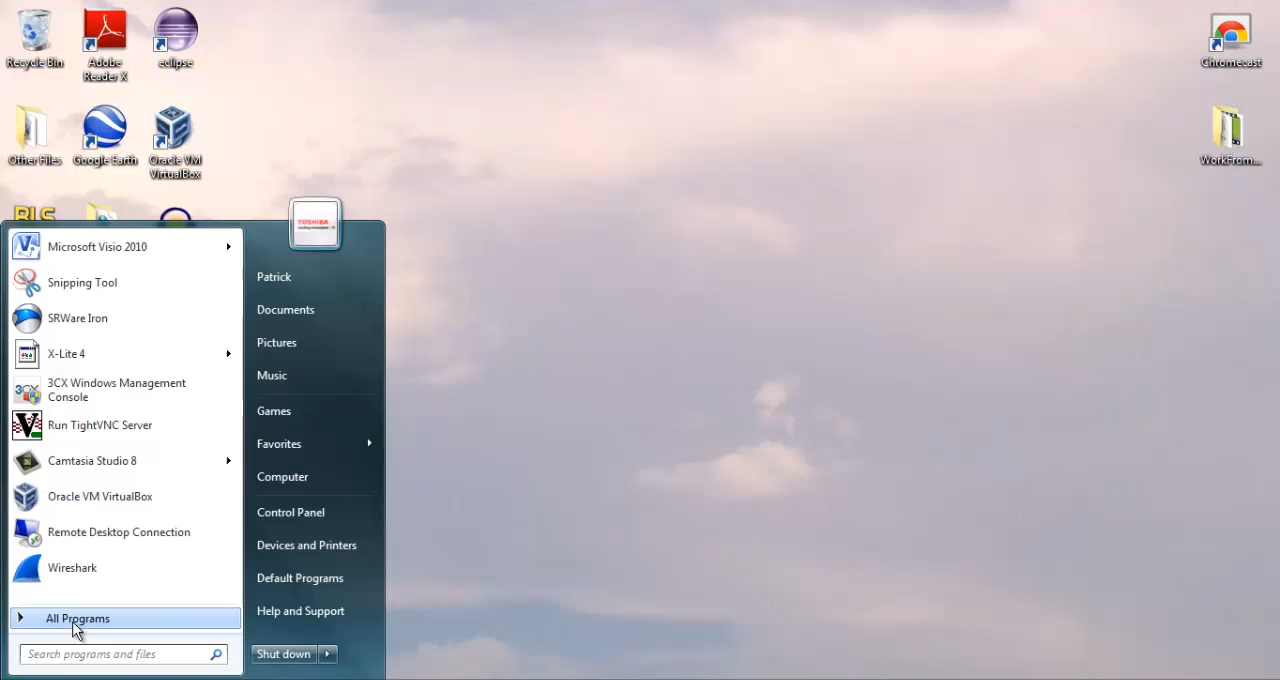 Recycle Bin
Adobe
Reader X
eclipse
Chromecast
Other Files
Google Earth
Oracle VM
VirtualBox
WorkFrom...
BLS
TOSHIBA
Microsoft Visio 2010
Snipping Tool
SRWare Iron
X-Lite 4
3CX Windows Management
Console
Run TightVNC Server
Camtasia Studio 8
Oracle VM VirtualBox
Remote Desktop Connection
Wireshark
All Programs
Search programs and files
Patrick
Documents
Pictures
Music
Games
Favorites
Computer
Control Panel
Devices and Printers
Default Programs
Help and Support
Shut down